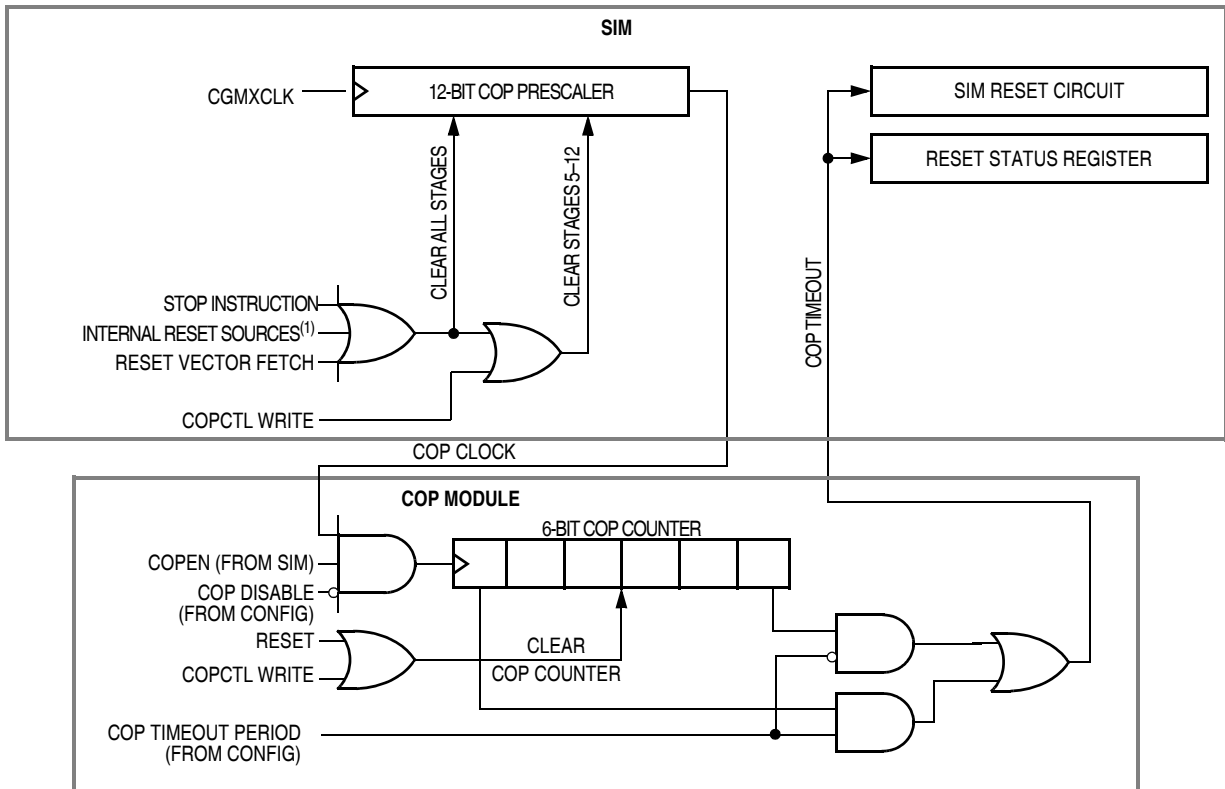 SIM
CGMXCLK
12-BIT COP PRESCALER
SIM RESET CIRCUIT
RESET STATUS REGISTER
CLEAR ALL STAGES
CLEAR STAGES 5–12
COP TIMEOUT
STOP INSTRUCTION
INTERNAL RESET SOURCES(1)
RESET VECTOR FETCH
COPCTL WRITE
COP CLOCK
COP MODULE
6-BIT COP COUNTER
COPEN (FROM SIM)
COP DISABLE
(FROM CONFIG)
RESET
COPCTL WRITE
CLEAR
COP COUNTER
COP TIMEOUT PERIOD
(FROM CONFIG)